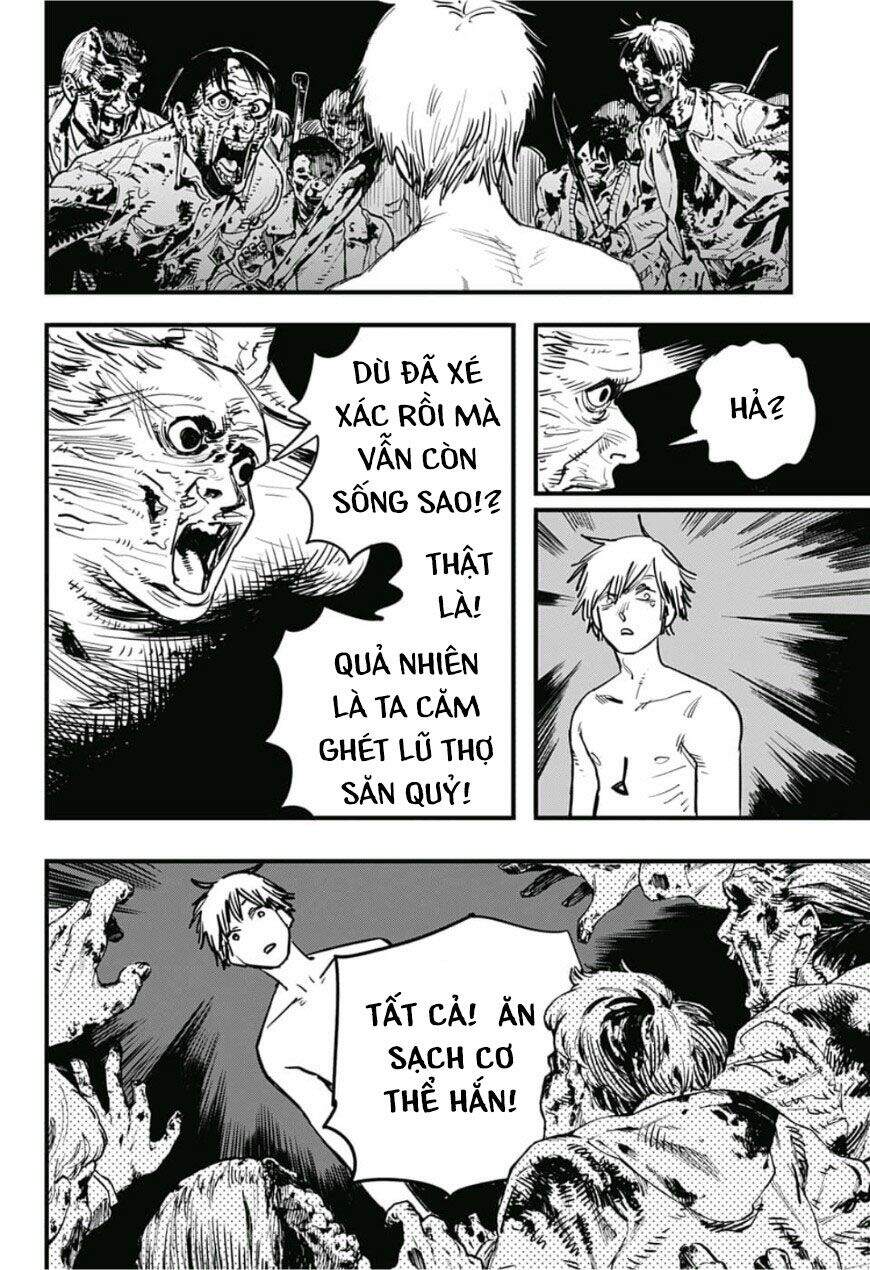 HẢ?
DÙ ĐÃ XÉ
XÁC RỒI MÀ
VẪN CÒN
SỐNG SAO!?
THẬT
LÀ!
QUẢ NHIÊN
LÀ TA CĂM
GHÉT LŨ THỢ
SĂN QUỶ!
TẤT CẢ! ĂN
SẠCH CƠ
THỂ HẮN!